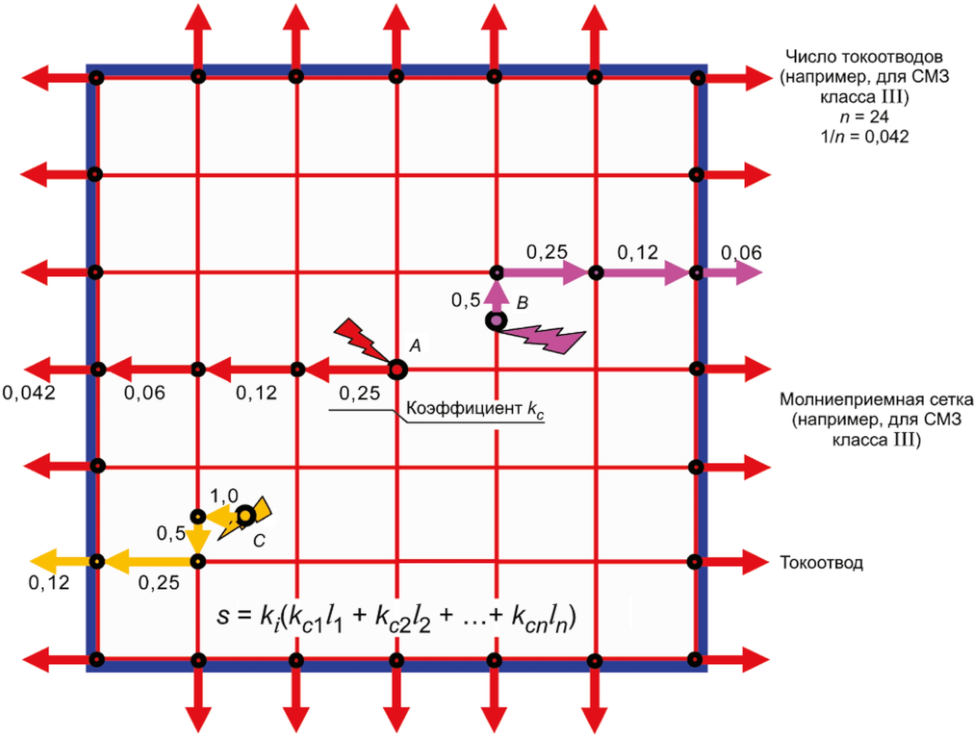 Число токоотводов
(например, для СМЗ
класса III)
n = 24
1/n = 0,042
0,25
0,12
0,06
0,5
B
A
0,042
0,06
0,12
0,25
Коэффициент kc
Молниеприемная сетка
(например, для СМЗ
класса III)
1,0
0,5
C
0,12
0,25
Токоотвод
s = ki(kc1l1 + kc2l2 + …+ kcnln)